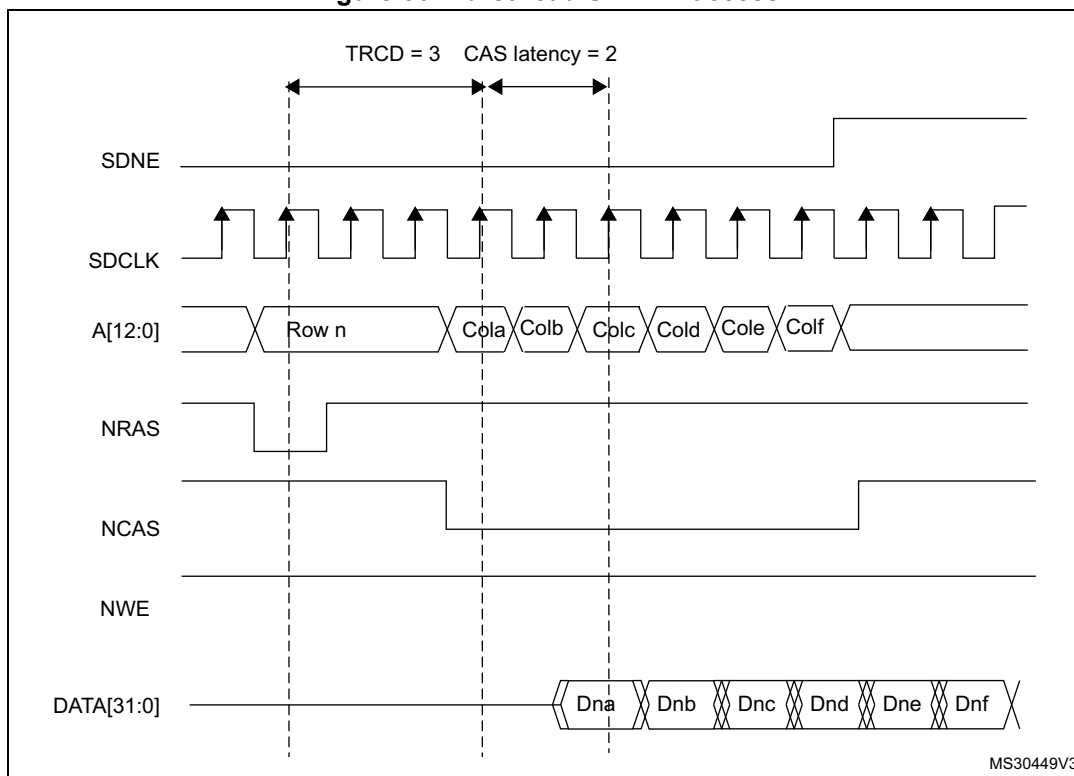 TRCD = 3 CAS latency = 2
SDNE
SDCLK
A[12:0] Row n Cola Colb Colc Cold Cole Colf
NRAS
NCAS
NWE
DATA[31:0] Dna Dnb Dnc Dnd Dne Dnf
MS30449V3